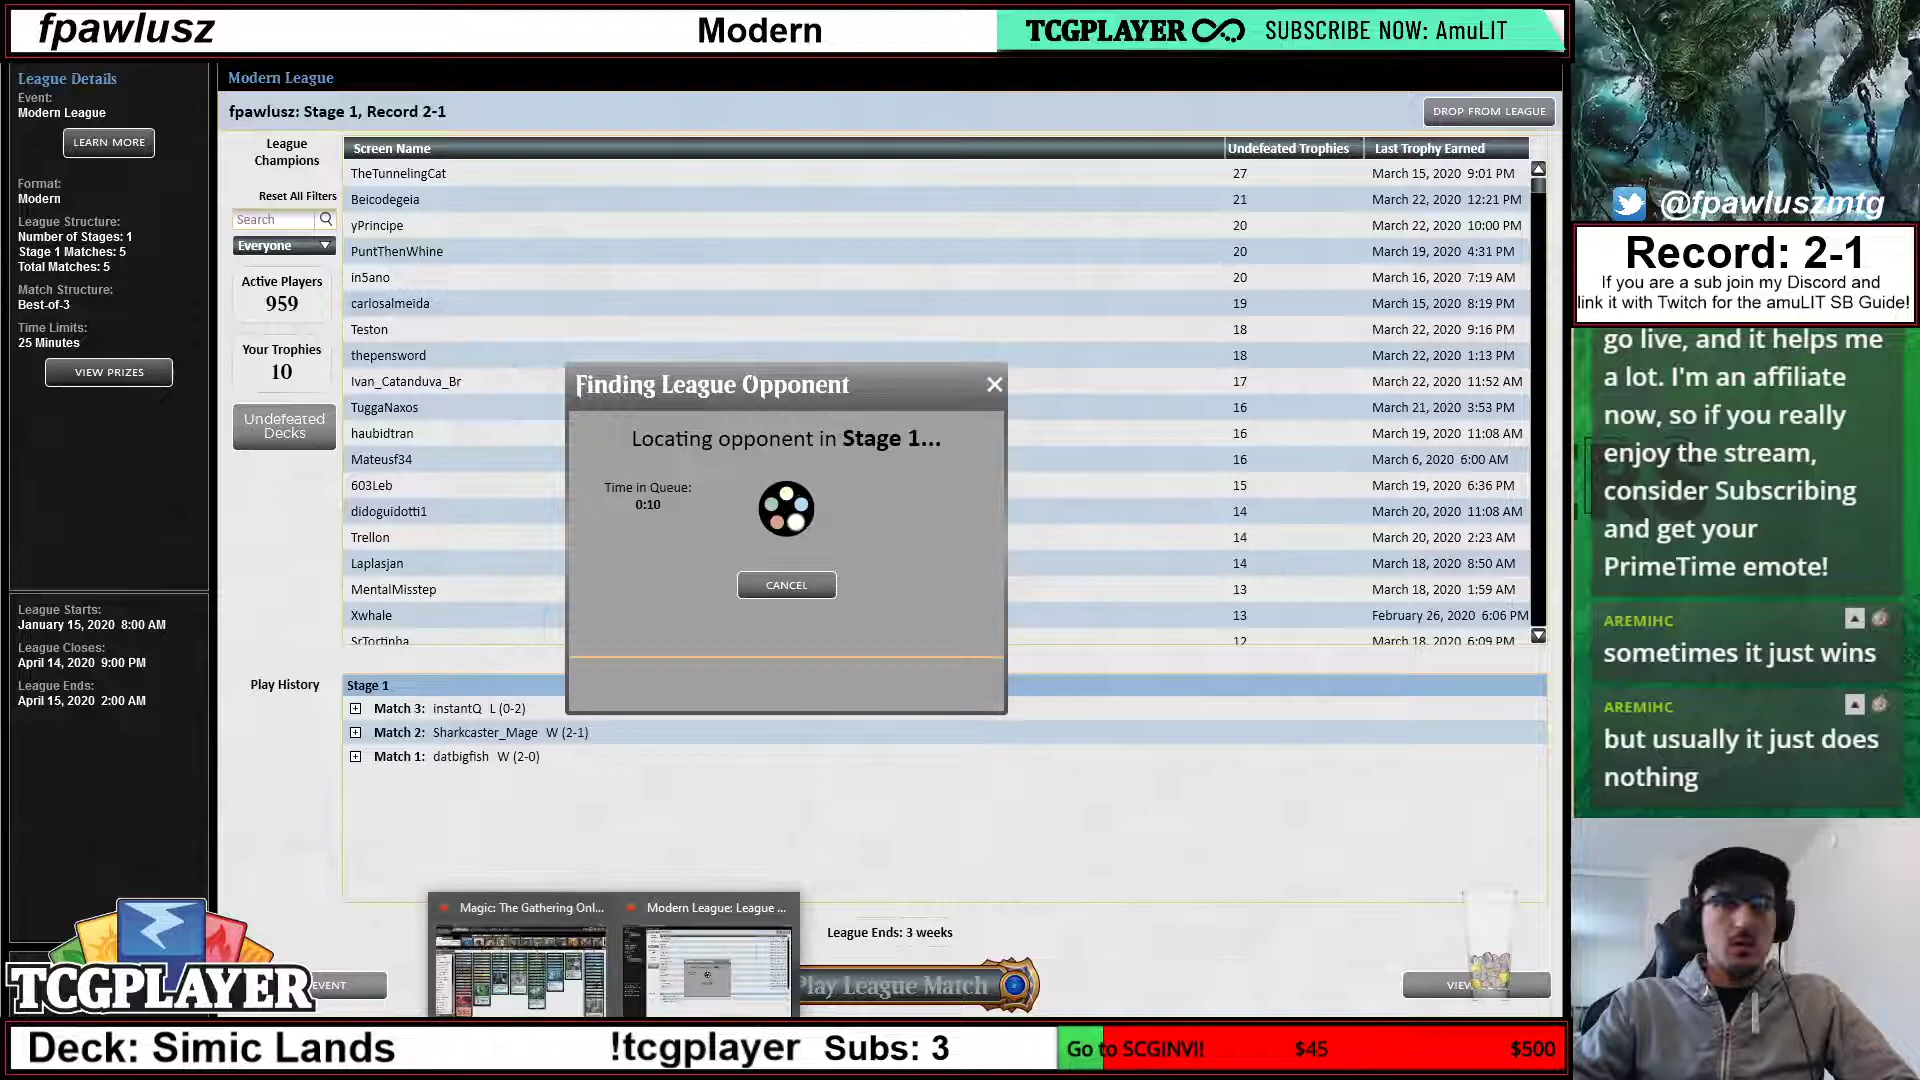 fpawlusz
Modern
TCGPLAYER SUBSCRIBE NOW: AmuLIT
League Details
Event:
Modern League
LEARN MORE
Format:
Modern
League Structure:
Number of Stages: 1
Stage 1 Matches: 5
Total Matches: 5
Match Structure:
Best-of-3
Time Limits:
25 Minutes
VIEW PRIZES
League Starts:
January 15, 2020 8:00 AM
League Closes:
April 14, 2020 9:00 PM
League Ends:
April 15, 2020 2:00 AM
Modern League
fpawlusz: Stage 1, Record 2-1
DROP FROM LEAGUE
League
Champions
Reset All Filters
Search
Everyone
Active Players
959
Your Trophies
10
Undefeated
Decks
Screen Name Undefeated Trophies Last Trophy Earned
TheTunnelingCat 27 March 15, 2020 9:01 PM
Beicodegeia 21 March 22, 2020 12:21 PM
yPrincipe 20 March 22, 2020 10:00 PM
PuntThenWhine 20 March 19, 2020 4:31 PM
in5ano 20 March 16, 2020 7:19 AM
carlosalmeida 19 March 15, 2020 8:19 PM
Teston 18 March 22, 2020 9:16 PM
thepensword 18 March 22, 2020 1:13 PM
Ivan_Catanduva_Br 17 March 22, 2020 11:52 AM
TuggaNaxos 16 March 21, 2020 3:53 PM
haubidtran 16 March 19, 2020 11:08 AM
Mateusf34 16 March 6, 2020 6:00 AM
603Leb 15 March 19, 2020 6:36 PM
didoguidotti1 14 March 20, 2020 11:08 AM
Trellon 14 March 20, 2020 2:23 AM
Laplasjan 14 March 18, 2020 8:50 AM
MentalMisstep 13 March 18, 2020 1:59 AM
Xwhale 13 February 26, 2020 6:06 PM
SrTortinha 12 March 18, 2020 6:09 PM
Finding League Opponent
Locating opponent in Stage 1...
Time in Queue:
0:10
CANCEL
Play History
Stage 1
Match 3: instantQ L (0-2)
Match 2: Sharkcaster_Mage W (2-1)
Match 1: datbigfish W (2-0)
Magic: The Gathering Onl...
Modern League: League ...
League Ends: 3 weeks
Play League Match
EVENT
VIEW
TCGPLAYER
@fpawluszmtg
Record: 2-1
If you are a sub join my Discord and
link it with Twitch for the amuLIT SB Guide!
go live, and it helps me
a lot. I'm an affiliate
now, so if you really
enjoy the stream,
consider Subscribing
and get your
PrimeTime emote!
AREMIHC
sometimes it just wins
AREMIHC
but usually it just does
nothing
Deck: Simic Lands
!tcgplayer
Subs: 3
Go to SCGINVI! $45 $500